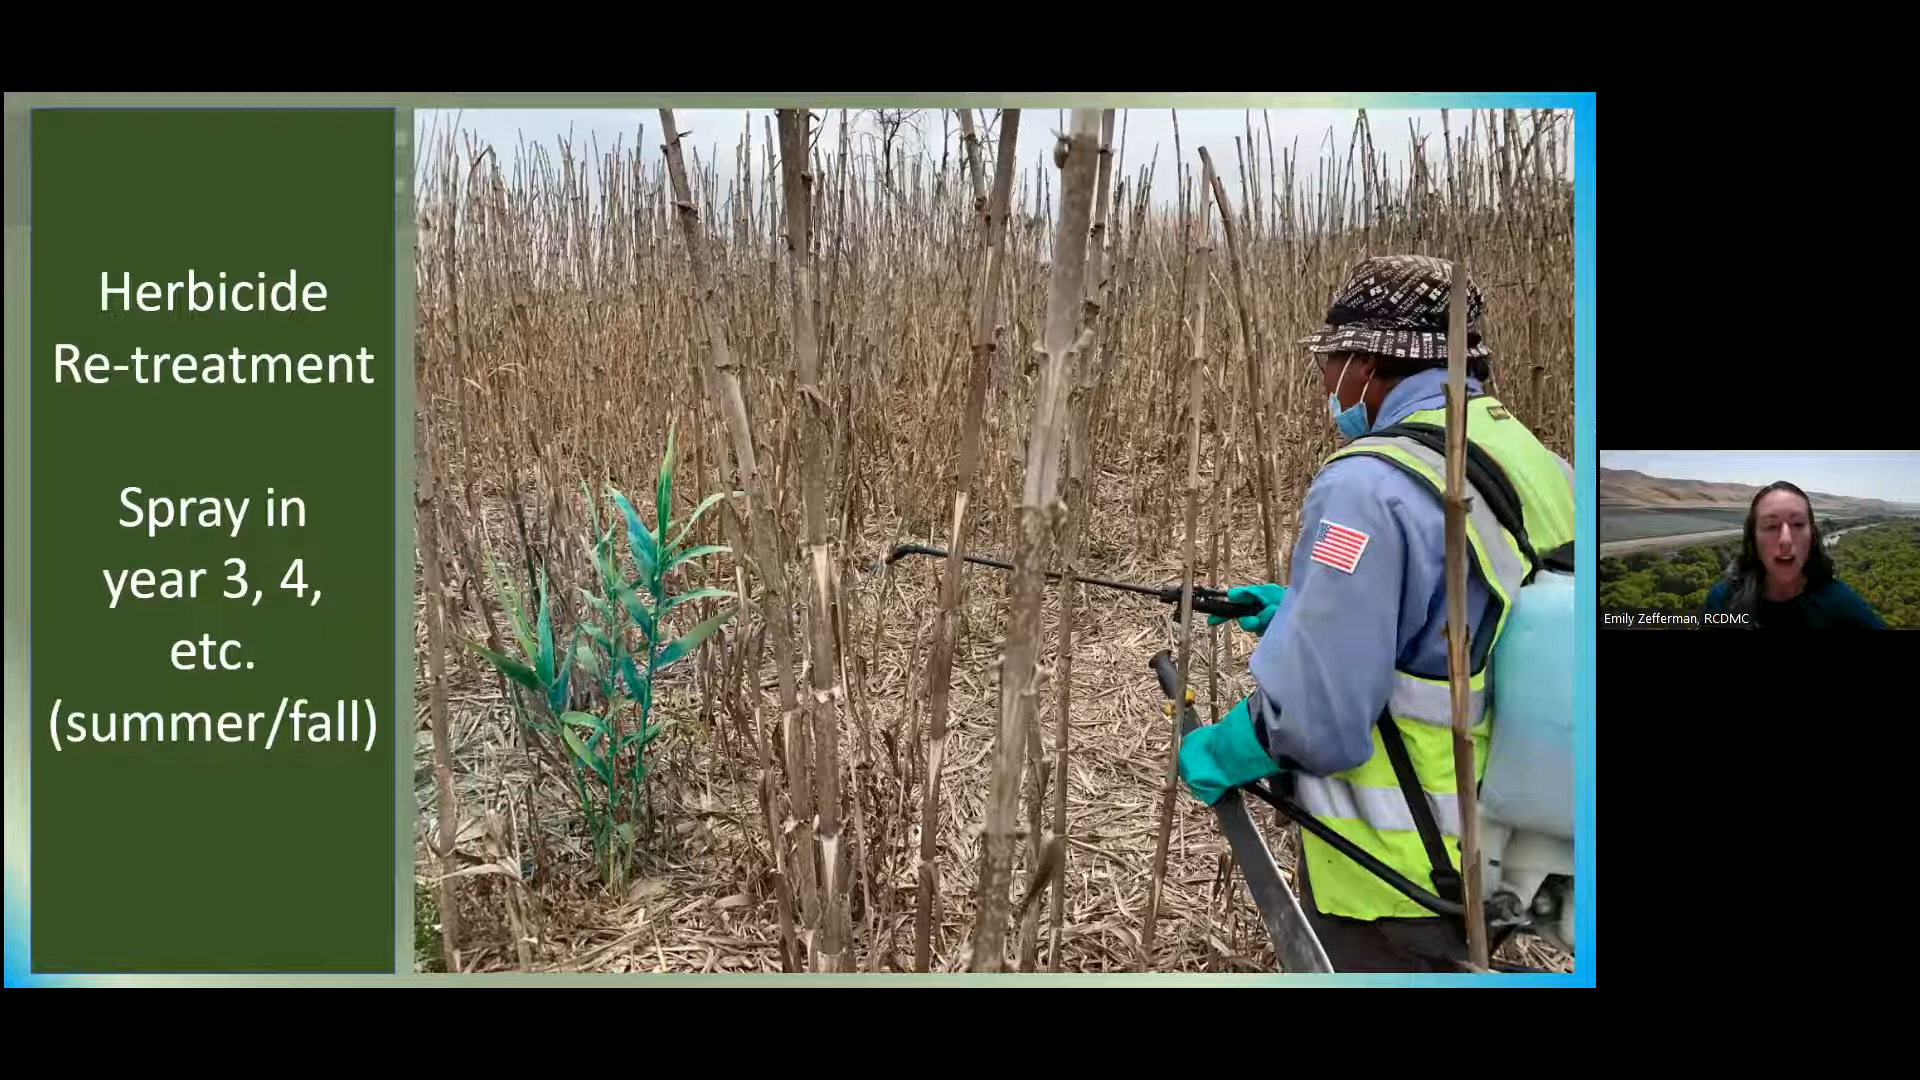 Herbicide
Re-treatment
Spray in
year 3, 4,
etc.
(summer/fall)
Emily Zefferman, RCDMC